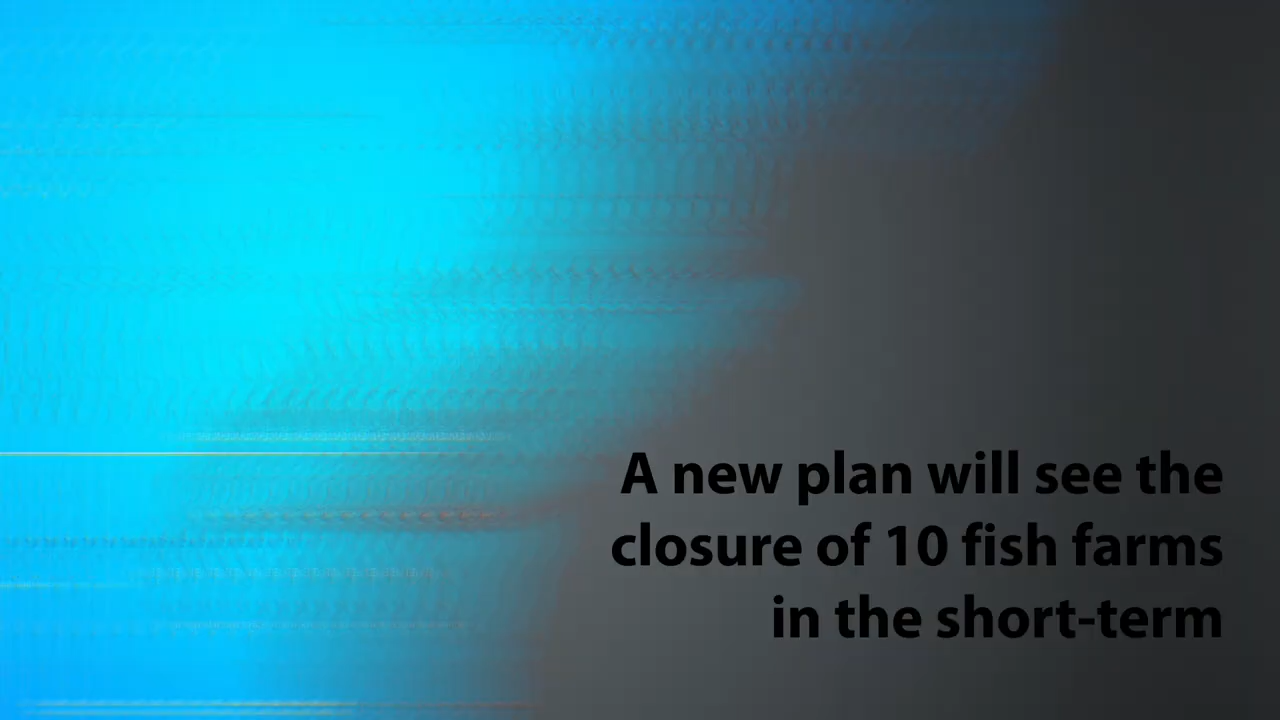 A new plan will see the
closure of 10 fish farms
in the short-term